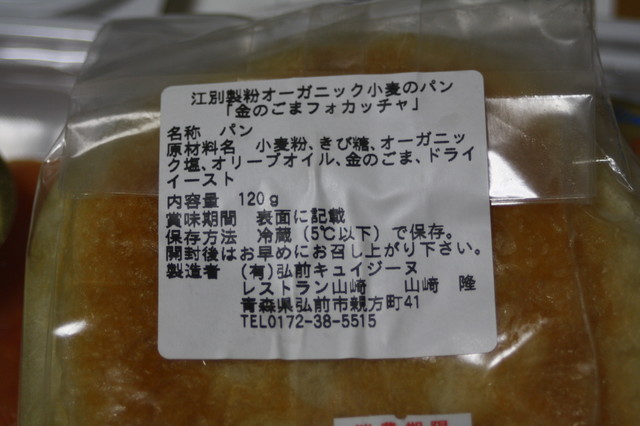 江別製粉オーガニック小麦のパン
「金のごまフォカッチャ」
名称　パン
原材料名　小麦粉、きび糖、オーガニッ
ク塩、オリーブオイル、金のごま、ドライ
イースト
内容量　120g
賞味期間　表面に記載
保存方法　冷蔵（5℃以下）で保存。
開封後はお早めにお召し上がり下さい。
製造者　（有）弘前キュイジーヌ
レストラン山﨑　山﨑　隆
青森県弘前市親方町41
TEL0172-38-5515